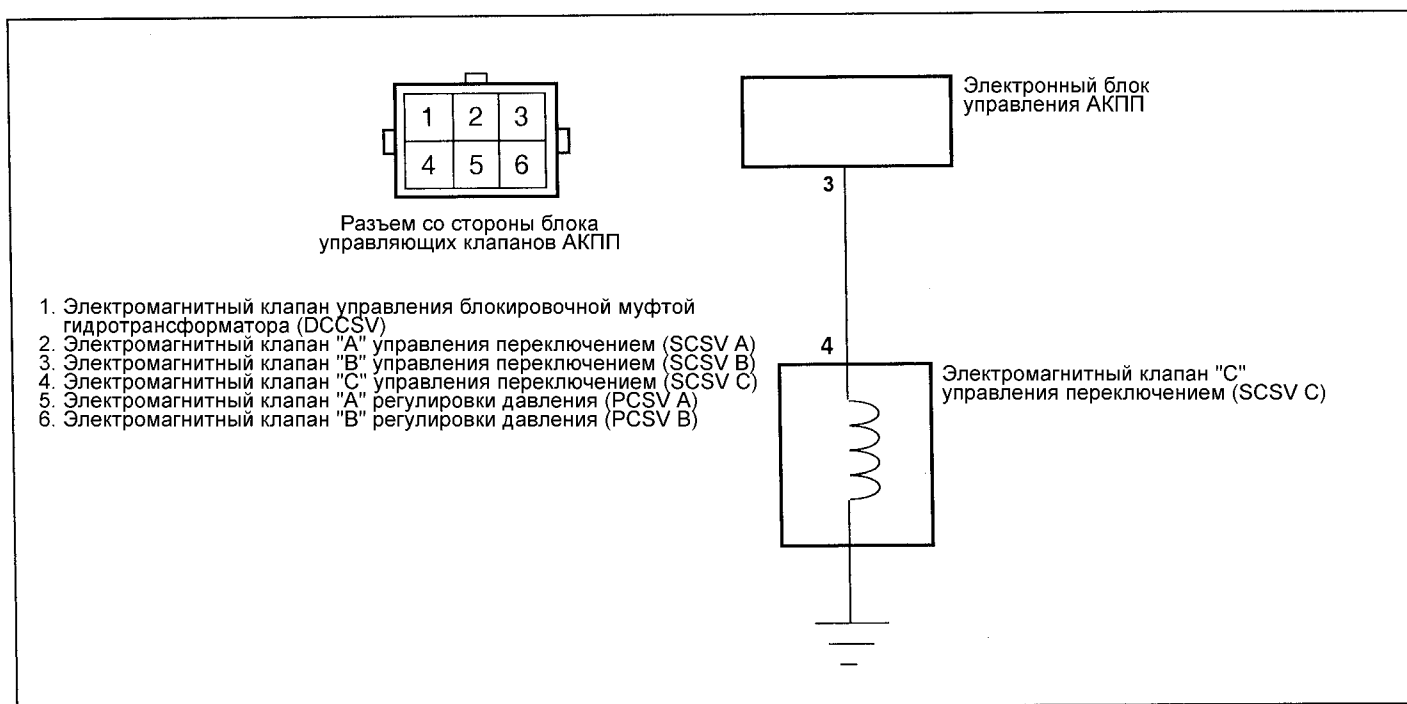 1 2 3
4 5 6
Разъем со стороны блока
управляющих клапанов АКПП
1. Электромагнитный клапан управления блокировочной муфтой
гидротрансформатора (DCCSV)
2. Электромагнитный клапан "A" управления переключением (SCSV A)
3. Электромагнитный клапан "B" управления переключением (SCSV B)
4. Электромагнитный клапан "C" управления переключением (SCSV C)
5. Электромагнитный клапан "A" регулировки давления (PCSV A)
6. Электромагнитный клапан "B" регулировки давления (PCSV B)
Электронный блок
управления АКПП
3
4
Электромагнитный клапан "C"
управления переключением (SCSV C)